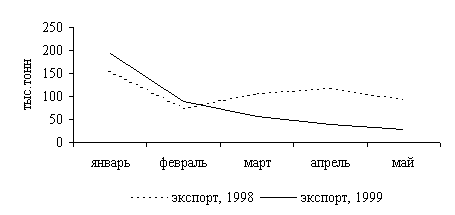 250
200
150
100
50
0
тыс.тонн
январь февраль март апрель май
экспорт, 1998 экспорт, 1999